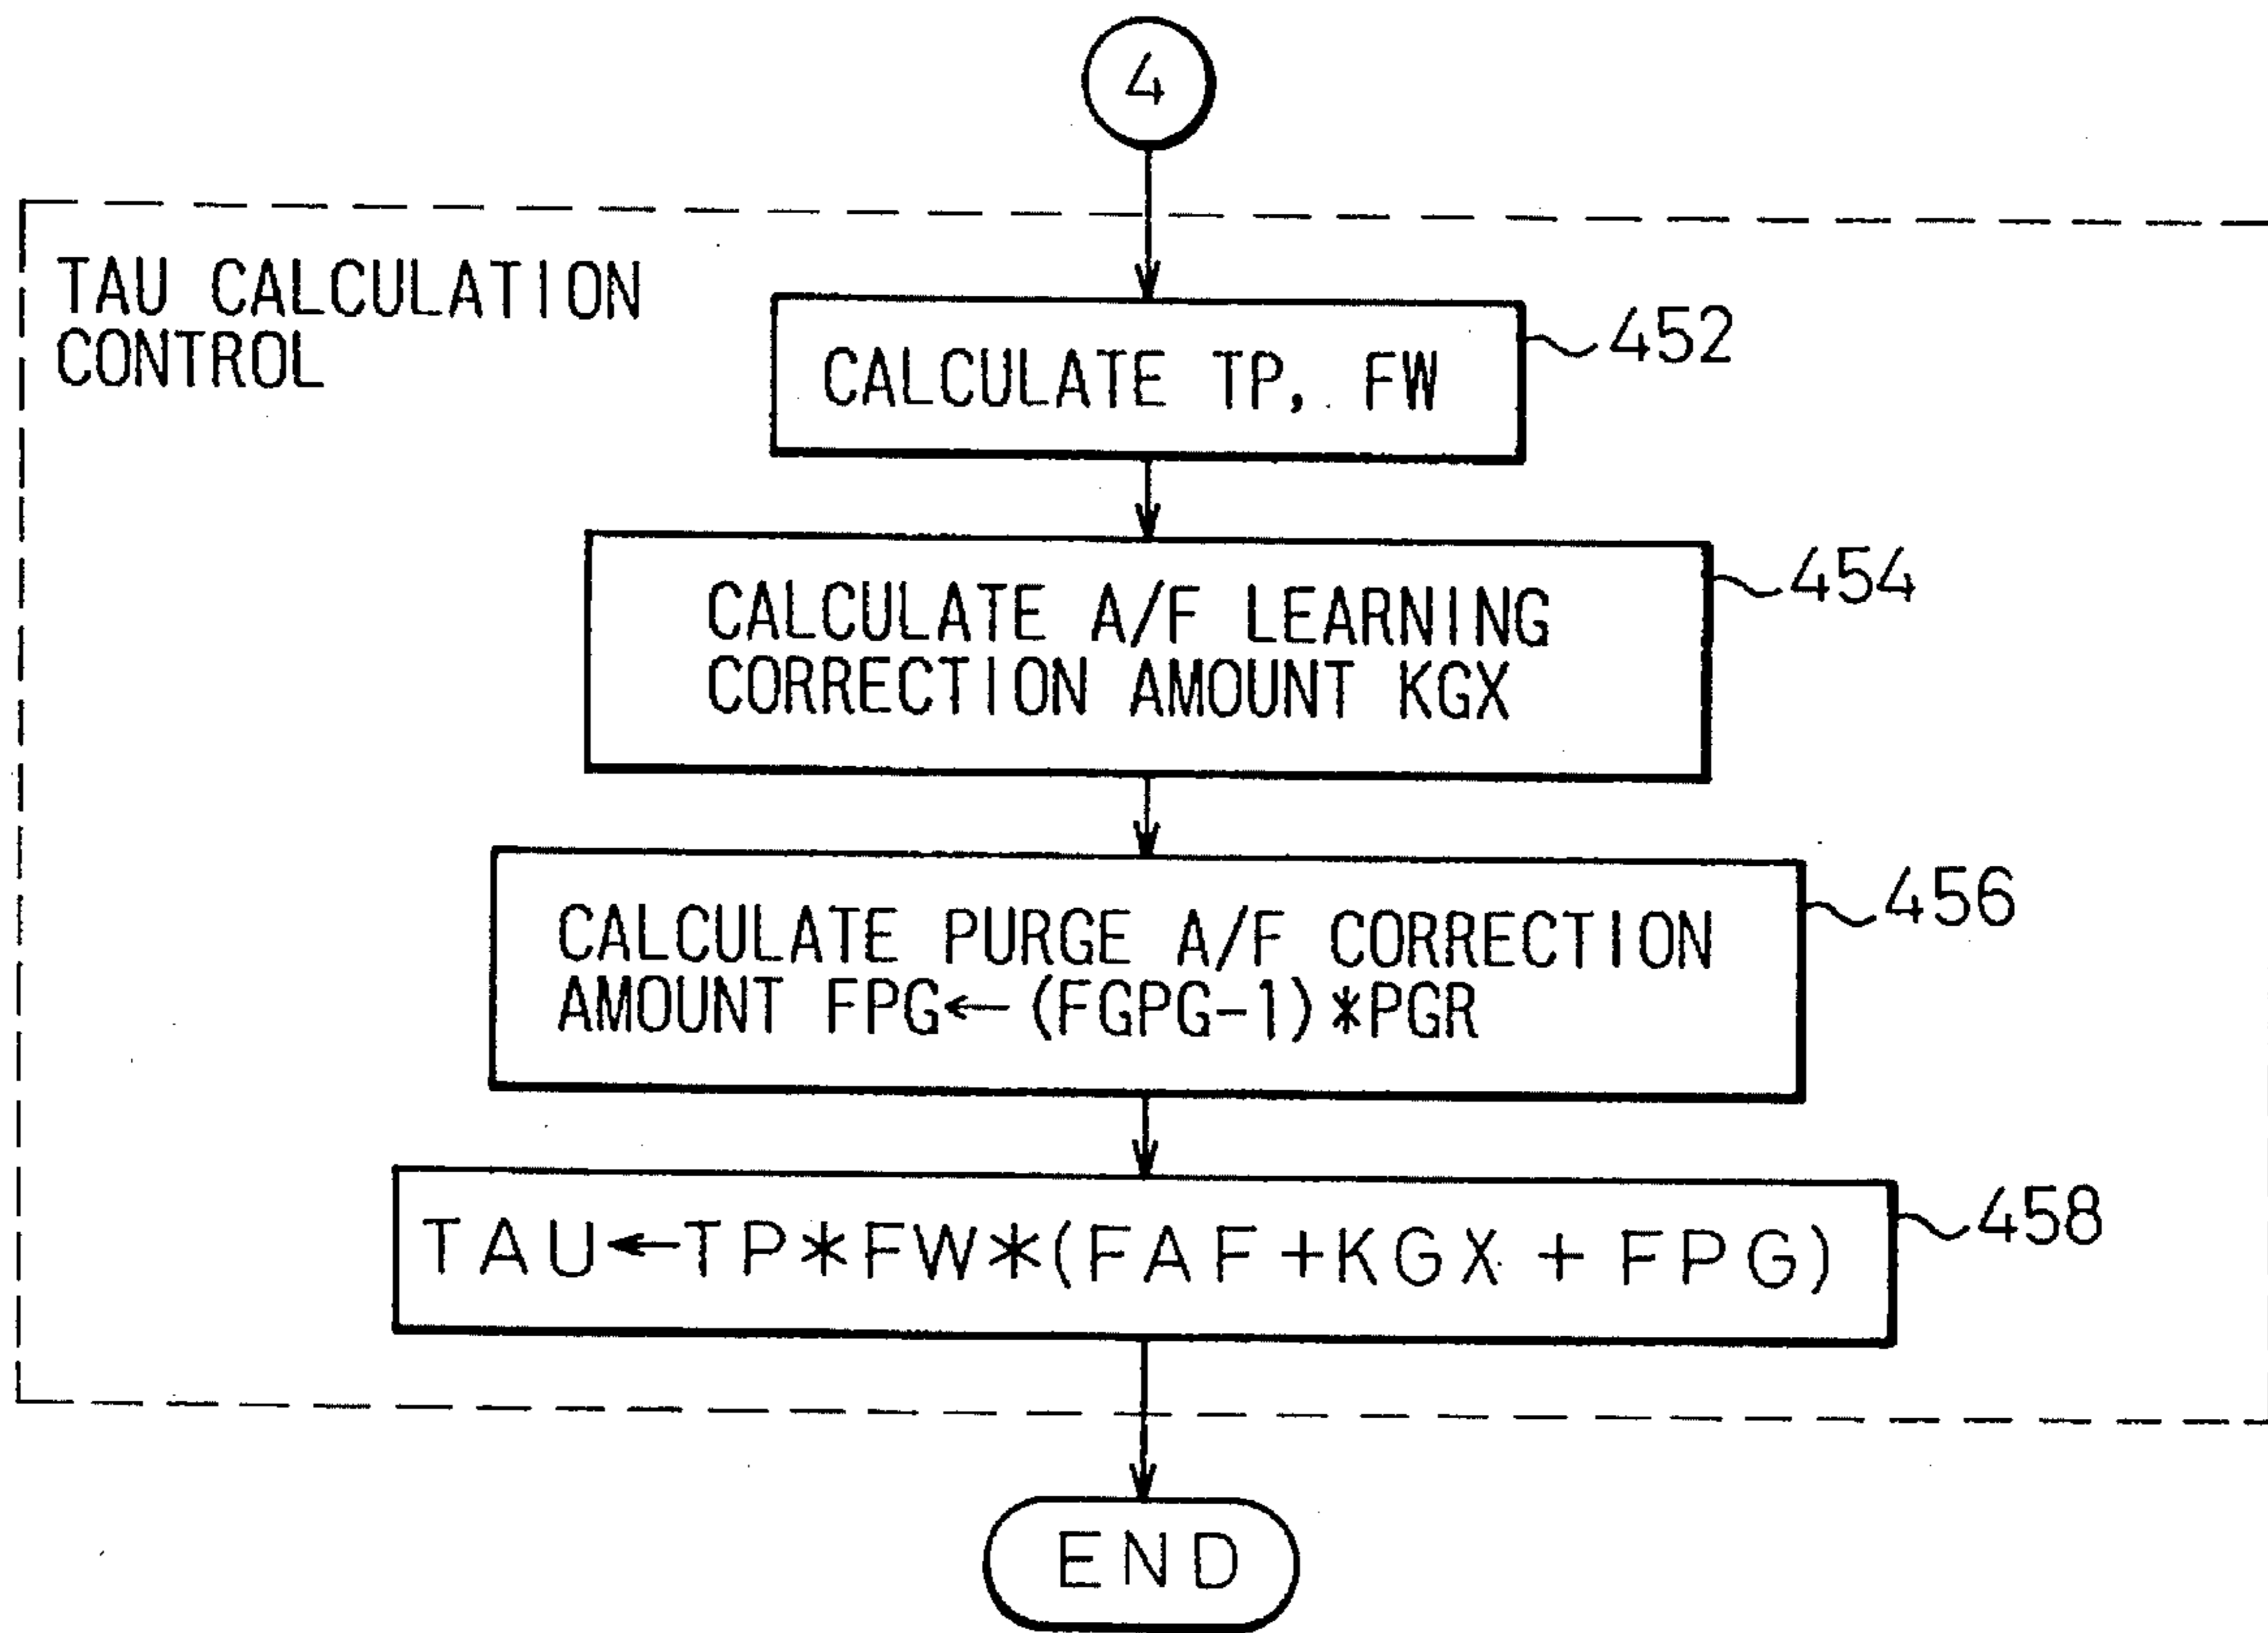 4
TAU CALCULATION
CONTROL
CALCULATE TP, FW
452
CALCULATE A/F LEARNING
CORRECTION AMOUNT KGX
454
CALCULATE PURGE A/F CORRECTION
AMOUNT FPG←(FGPG-1)*PGR
456
TAU←TP*FW*(FAF+KGX+FPG)
458
END